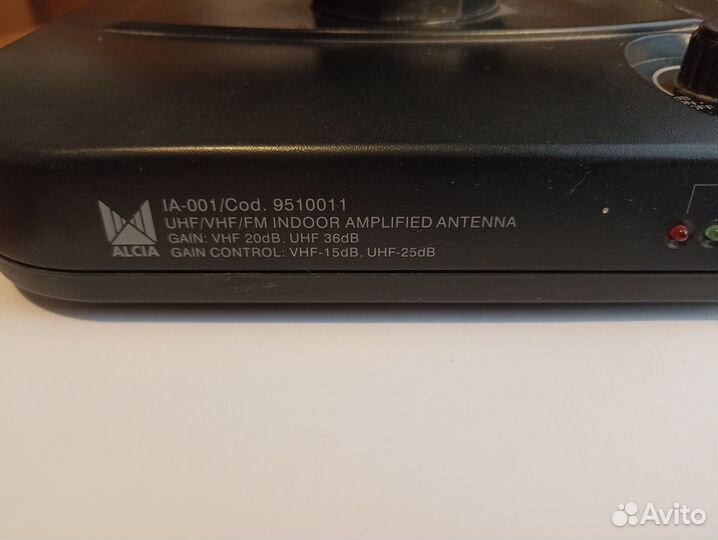 IA-001/Cod. 9510011
UHF/VHF/FM INDOOR AMPLIFIED ANTENNA
GAIN: VHF 20dB, UHF 36dB
GAIN CONTROL: VHF-15dB, UHF-25dB
ALCIA
OFF
Avito